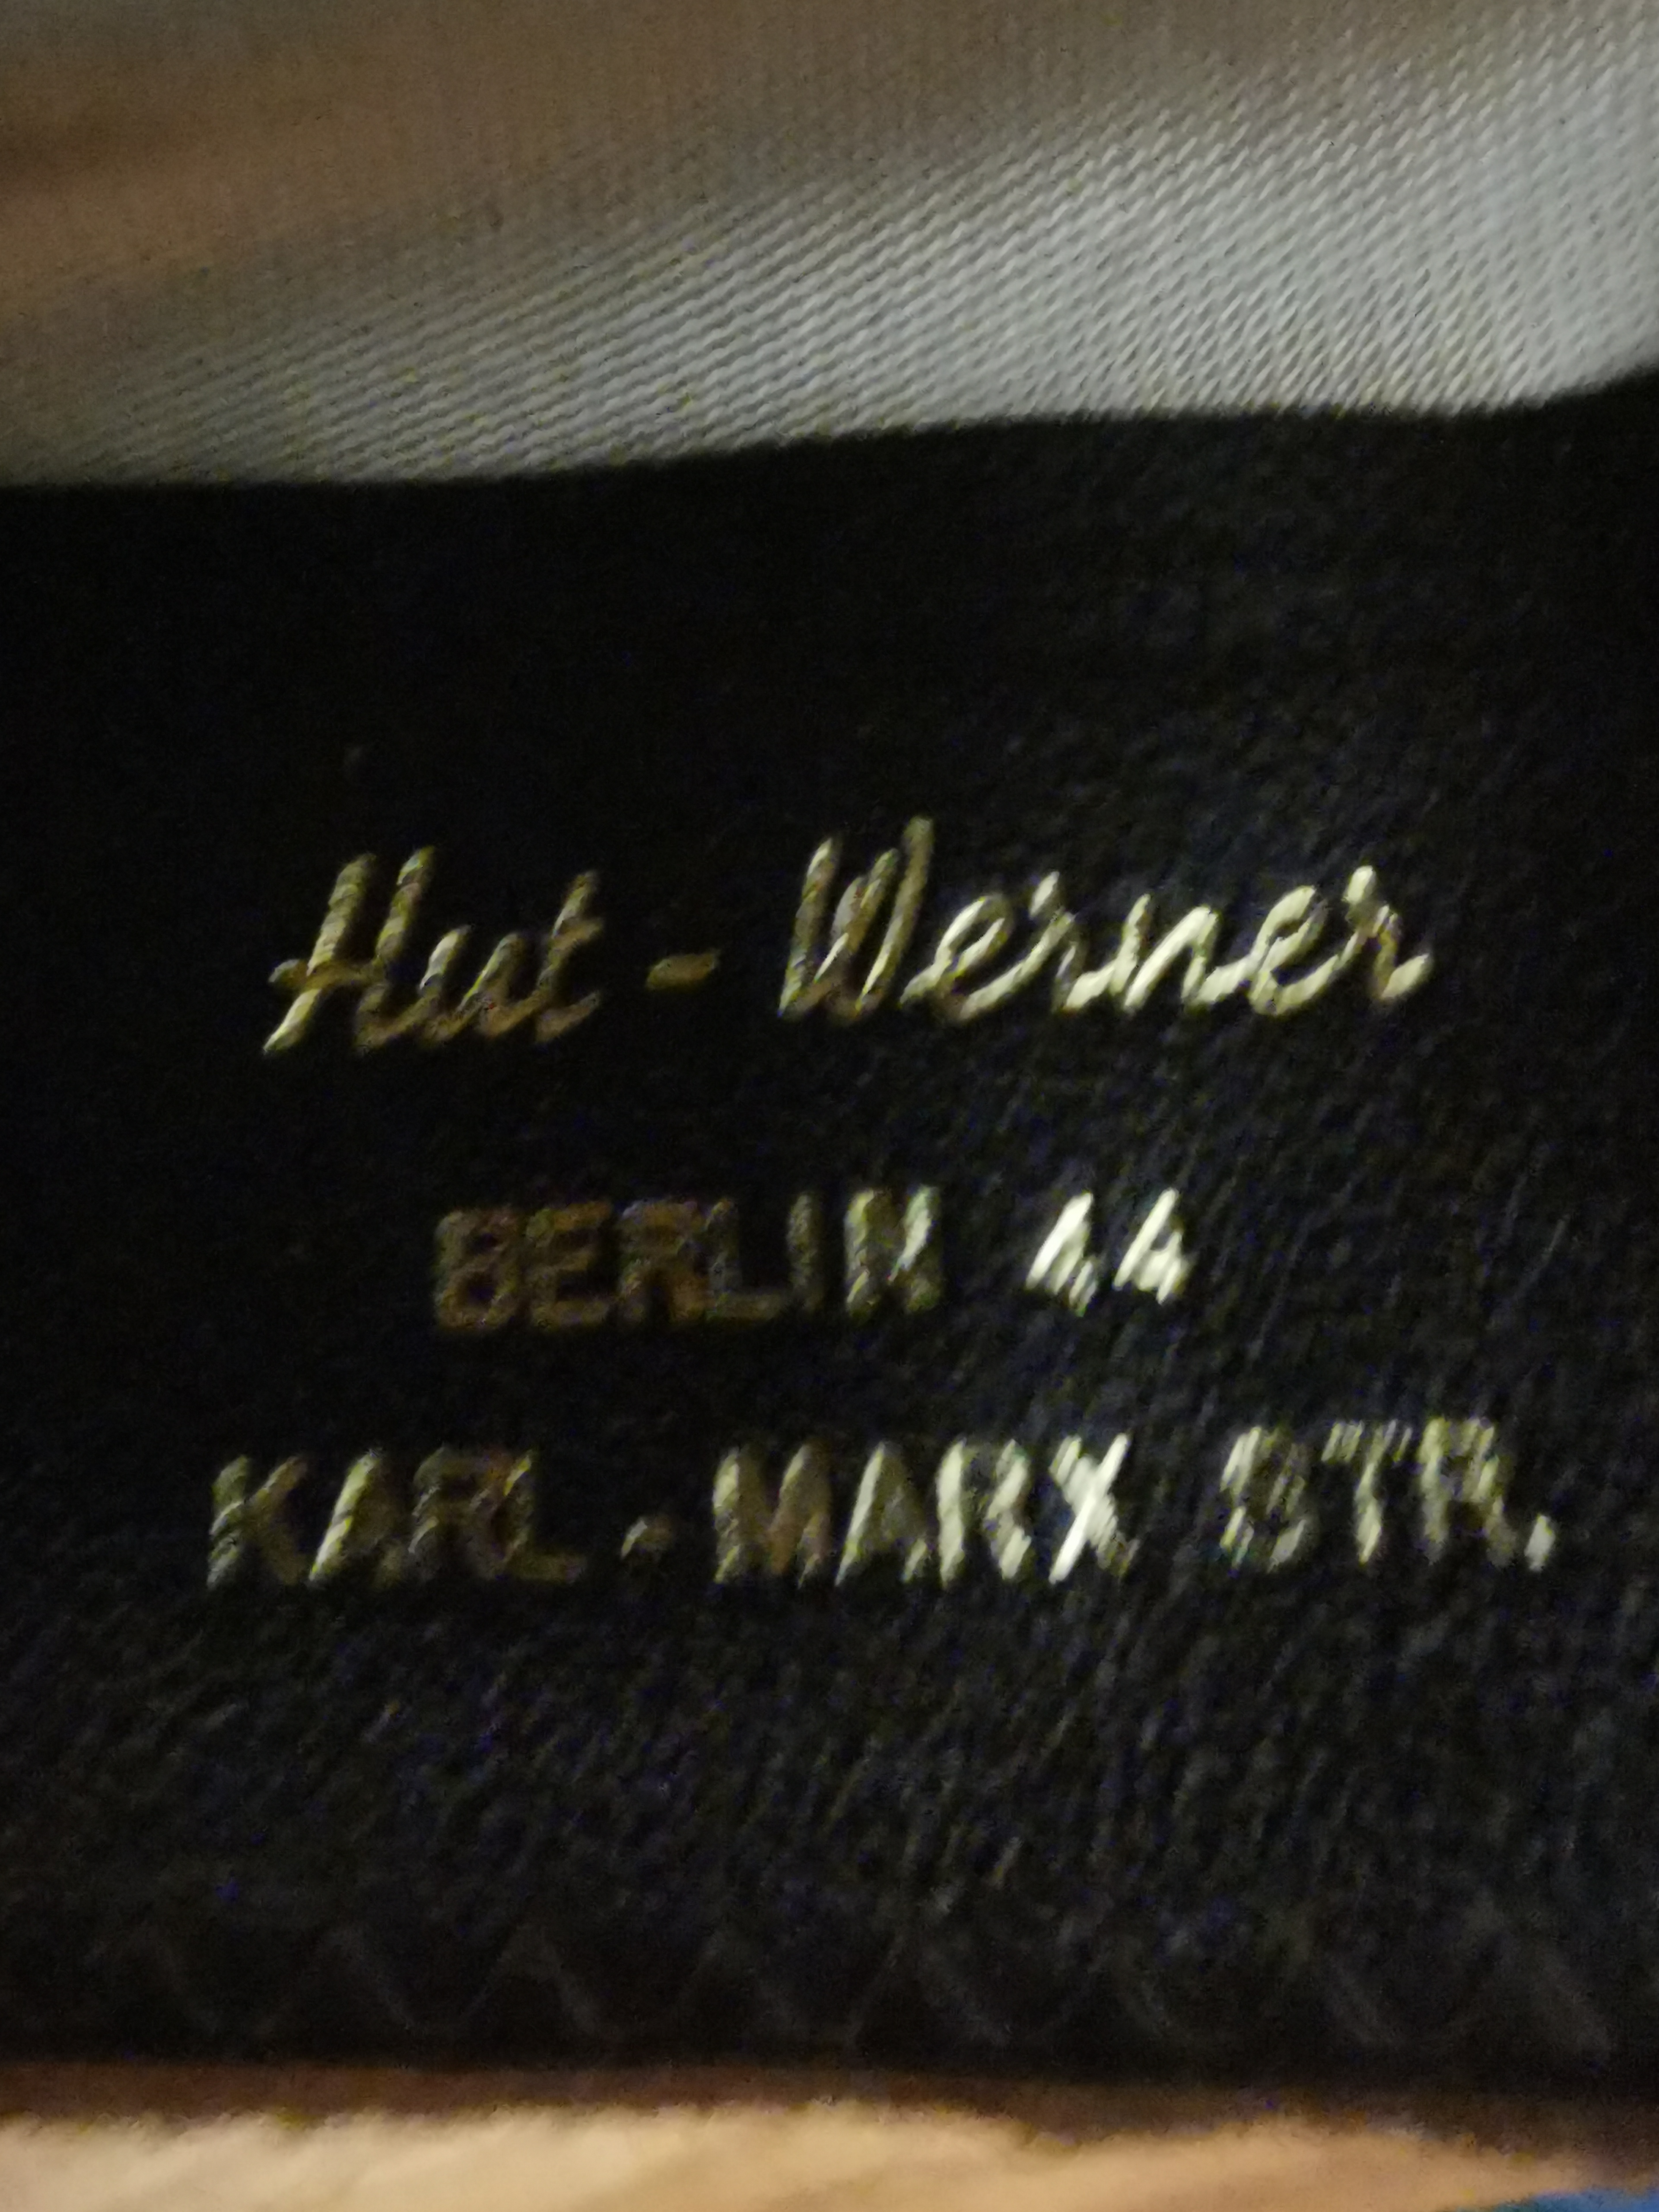 Hut - Werner
BERLIN 44
KARL - MARX STR.